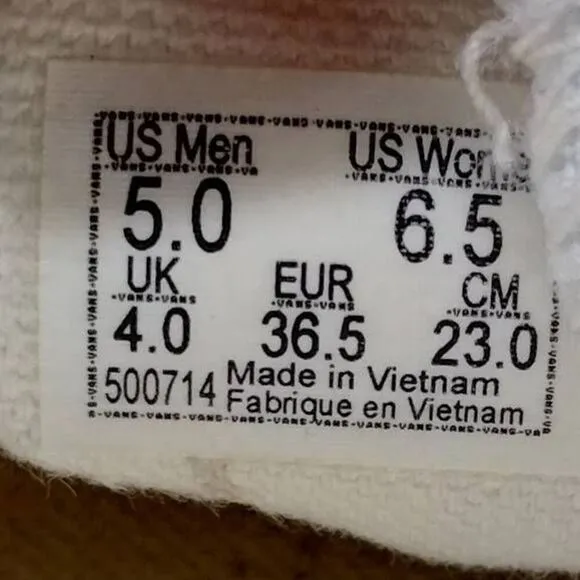 US Men US Wome
5.0 6.5
UK EUR CM
4.0 36.5 23.0
500714 Made in Vietnam
Fabrique en Vietnam